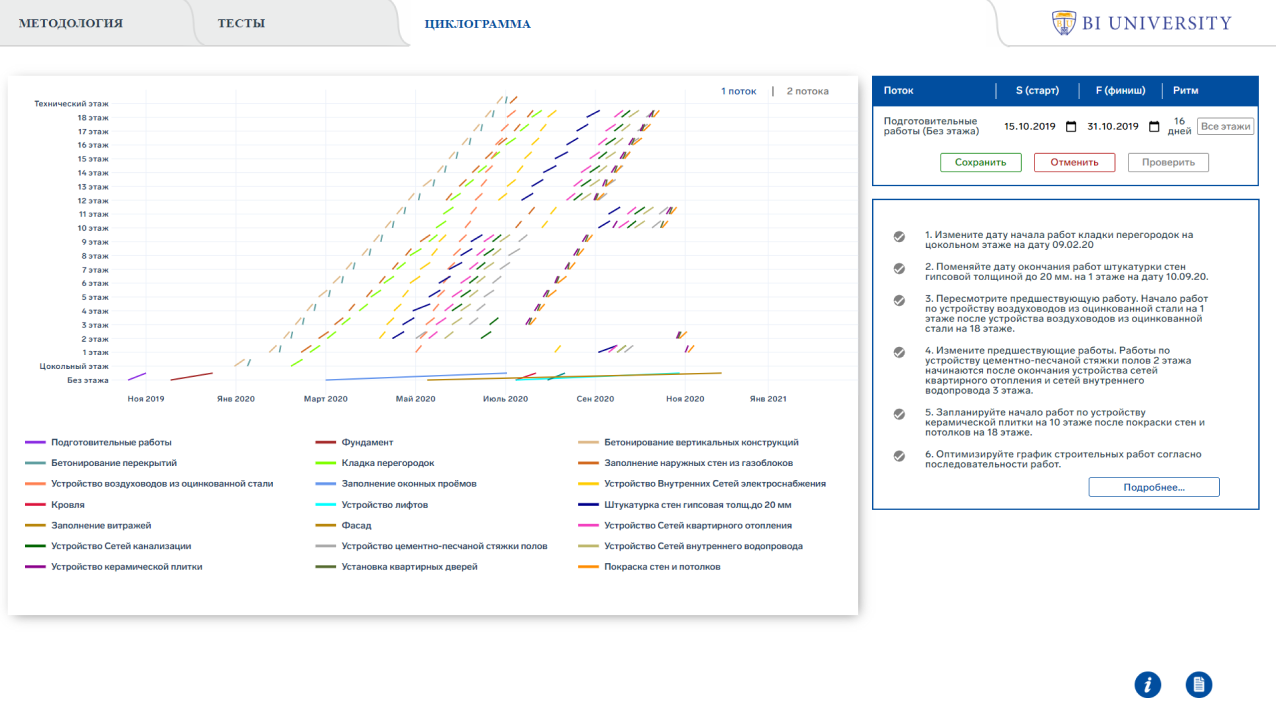 МЕТОДОЛОГИЯ
ТЕСТЫ
ЦИКЛОГРАММА
BI UNIVERSITY
1 поток | 2 потока
Технический этаж
18 этаж
17 этаж
16 этаж
15 этаж
14 этаж
13 этаж
12 этаж
11 этаж
10 этаж
9 этаж
8 этаж
7 этаж
6 этаж
5 этаж
4 этаж
3 этаж
2 этаж
1 этаж
Цокольный этаж
Без этажа
Ноя 2019 Янв 2020 Март 2020 Май 2020 Июль 2020 Сен 2020 Ноя 2020 Янв 2021
Подготовительные работы
Фундамент
Бетонирование вертикальных конструкций
Бетонирование перекрытий
Кладка перегородок
Заполнение наружных стен из газоблоков
Устройство воздуховодов из оцинкованной стали
Заполнение оконных проёмов
Устройство Внутренних Сетей электроснабжения
Кровля
Устройство лифтов
Штукатурка стен гипсовая толщ.до 20 мм
Заполнение витражей
Фасад
Устройство Сетей квартирного отопления
Устройство Сетей канализации
Устройство цементно-песчаной стяжки полов
Устройство Сетей внутреннего водопровода
Устройство керамической плитки
Установка квартирных дверей
Покраска стен и потолков
Поток S (старт) F (финиш) Ритм
Подготовительные
работы (Без этажа)
15.10.2019
31.10.2019
16
дней
Все этажи
Сохранить
Отменить
Проверить
1. Измените дату начала работ кладки перегородок на
цокольном этаже на дату 09.02.20
2. Поменяйте дату окончания работ штукатурки стен
гипсовой толщиной до 20 мм. на 1 этаже на дату 10.09.20.
3. Пересмотрите предшествующую работу. Начало работ
по устройству воздуховодов из оцинкованной стали на 1
этаже после устройства воздуховодов из оцинкованной
стали на 18 этаже.
4. Измените предшествующие работы. Работы по
устройству цементно-песчаной стяжки полов 2 этажа
начинаются после окончания устройства сетей
квартирного отопления и сетей внутреннего
водопровода 3 этажа.
5. Запланируйте начало работ по устройству
керамической плитки на 10 этаже после покраски стен и
потолков на 18 этаже.
6. Оптимизируйте график строительных работ согласно
последовательности работ.
Подробнее...